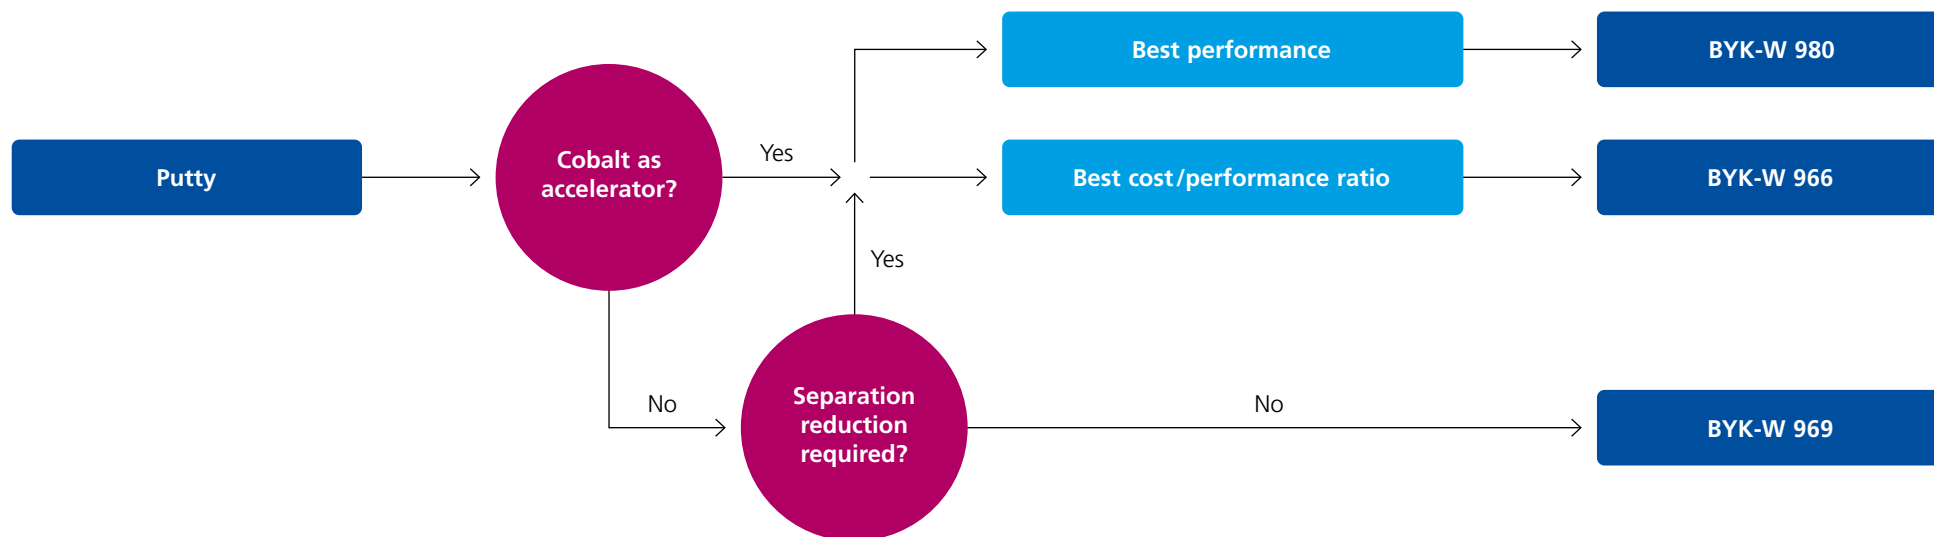 Best performance
BYK-W 980
Putty
Cobalt as
accelerator?
Yes
Best cost/performance ratio
BYK-W 966
Yes
No
Separation
reduction
required?
No
BYK-W 969